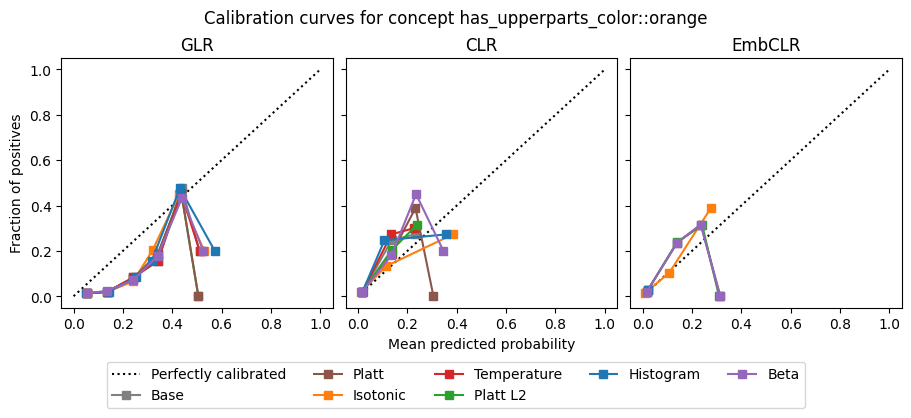 Calibration curves for concept has_upperparts_color::orange
GLR
CLR
EmbCLR
Fraction of positives
1.0
0.8
0.6
0.4
0.2
0.0
0.0 0.2 0.4 0.6 0.8 1.0
0.0 0.2 0.4 0.6 0.8 1.0
0.0 0.2 0.4 0.6 0.8 1.0
Mean predicted probability
Perfectly calibrated Platt Temperature Histogram Beta
Base Isotonic Platt L2